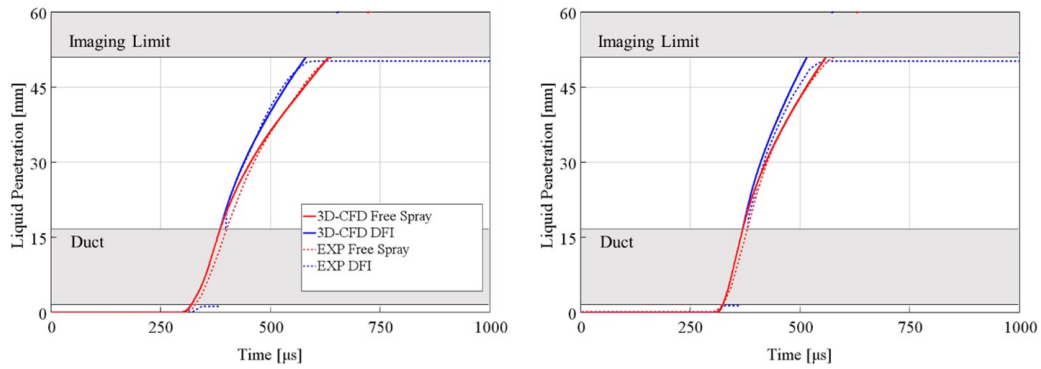 60
Imaging Limit
45
30
15
Duct
0
Liquid Penetration [mm]
3D-CFD Free Spray
3D-CFD DFI
EXP Free Spray
EXP DFI
0 250 500 750 1000
Time [μs]
60
Imaging Limit
45
30
15
Duct
0
Liquid Penetration [mm]
0 250 500 750 1000
Time [μs]